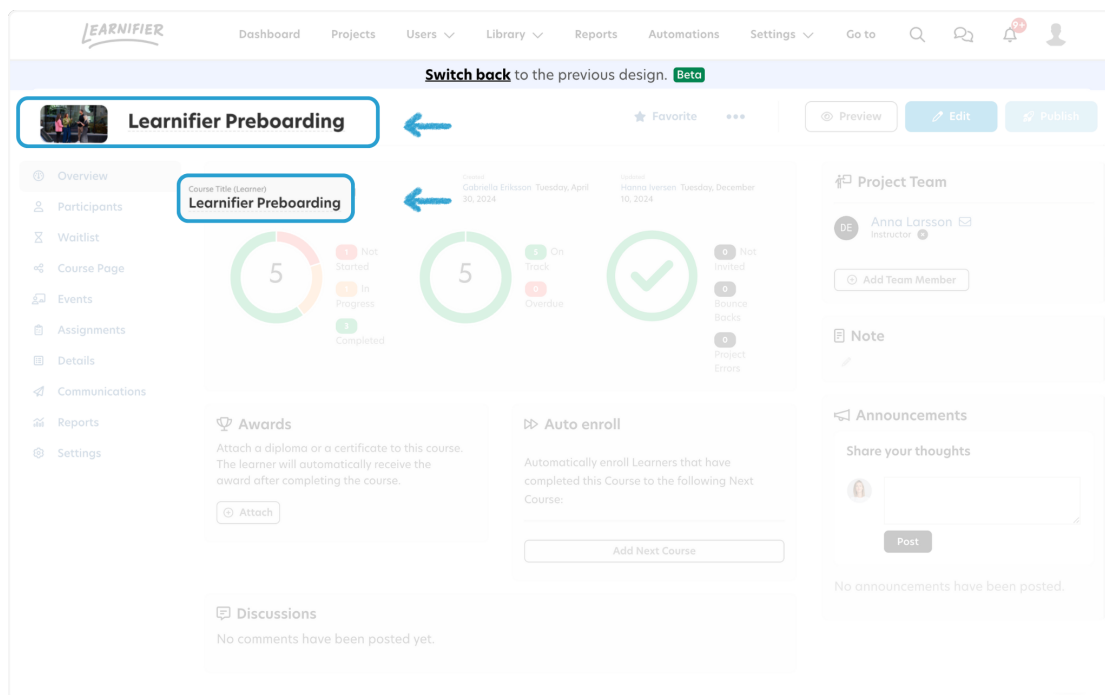 LEARNIFIER
Dashboard Projects Users Library Reports Automations Settings Go to 9+
Switch back to the previous design. Beta
Learnifier Preboarding
Favorite ••• Preview Edit Publish
Overview
Participants
Waitlist
Course Page
Events
Assignments
Details
Communications
Reports
Settings
Course Title (Learner)
Learnifier Preboarding
Created
Gabriella Eriksson Tuesday, April
30, 2024
Updated
Hanna Iversen Tuesday, December
10, 2024
5
1 Not
Started
1 In
Progress
3
Completed
5
5 On
Track
0
Overdue
0 Not
invited
0
Bounce
Backs
0
Project
Errors
Awards
Attach a diploma or a certificate to this course.
The learner will automatically receive the
award after completing the course.
Attach
Auto enroll
Automatically enroll Learners that have
completed this Course to the following Next
Course:
Add Next Course
Discussions
No comments have been posted yet.
Project Team
DE
Anna Larsson
Instructor
Add Team Member
Note
Announcements
Share your thoughts
Post
No announcements have been posted.